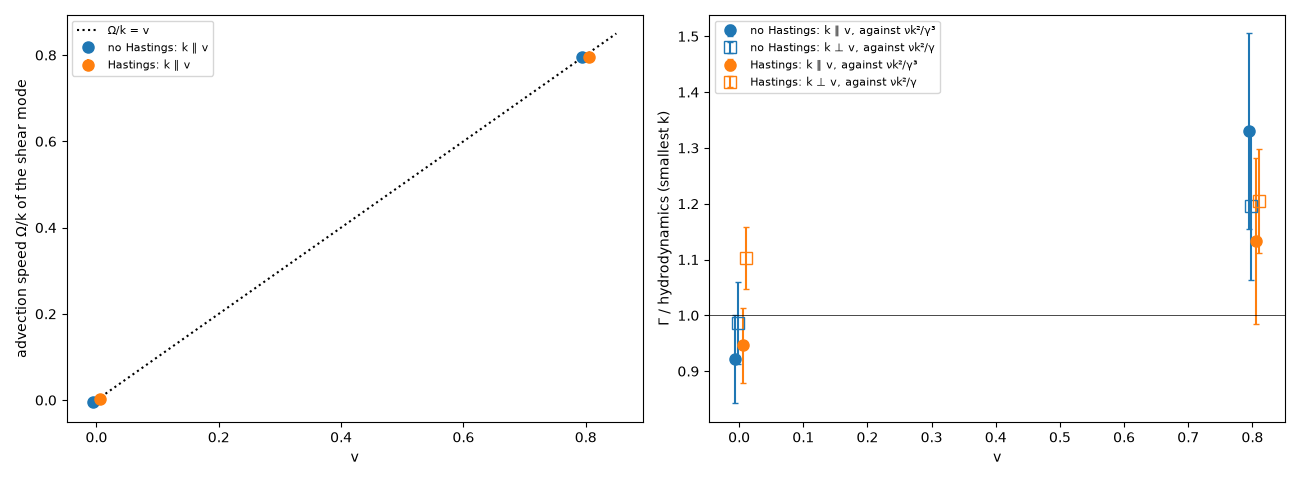 Ω/k = v
no Hastings: k ∥ v
Hastings: k ∥ v
advection speed Ω/k of the shear mode
0.8
0.6
0.4
0.2
0.0
0.0 0.2 0.4 0.6 0.8
v
no Hastings: k ∥ v, against νk²/γ³
no Hastings: k ⊥ v, against νk²/γ
Hastings: k ∥ v, against νk²/γ³
Hastings: k ⊥ v, against νk²/γ
Γ / hydrodynamics (smallest k)
1.5
1.4
1.3
1.2
1.1
1.0
0.9
0.0 0.1 0.2 0.3 0.4 0.5 0.6 0.7 0.8
v